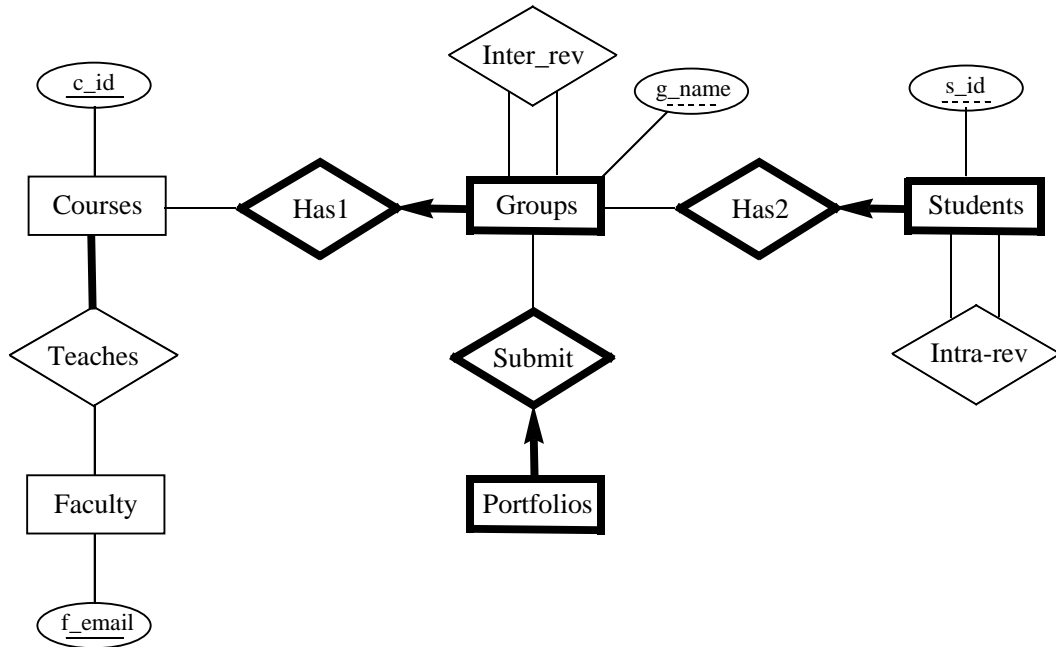 Inter_rev
c_id
g_name
s_id
Courses
Has1
Groups
Has2
Students
Teaches
Submit
Intra-rev
Faculty
Portfolios
f_email